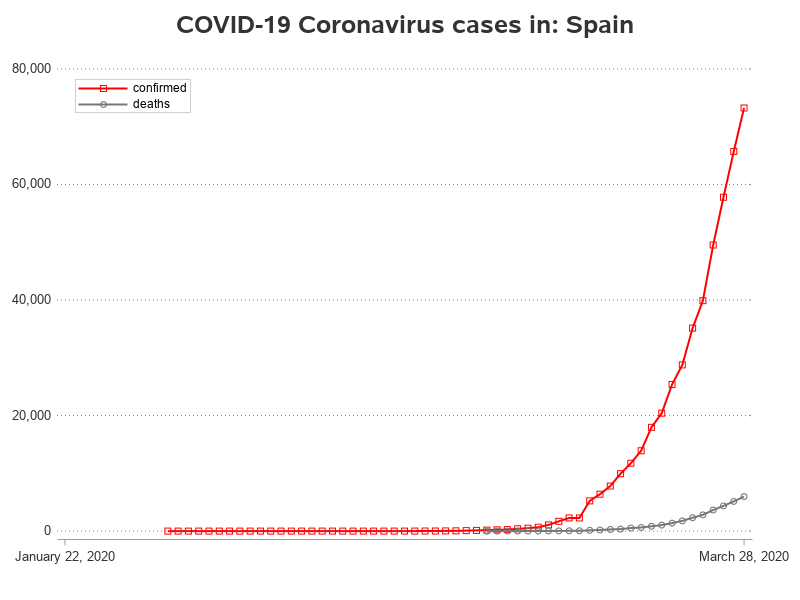 COVID-19 Coronavirus cases in: Spain
80,000
confirmed
deaths
60,000
40,000
20,000
0
January 22, 2020
March 28, 2020